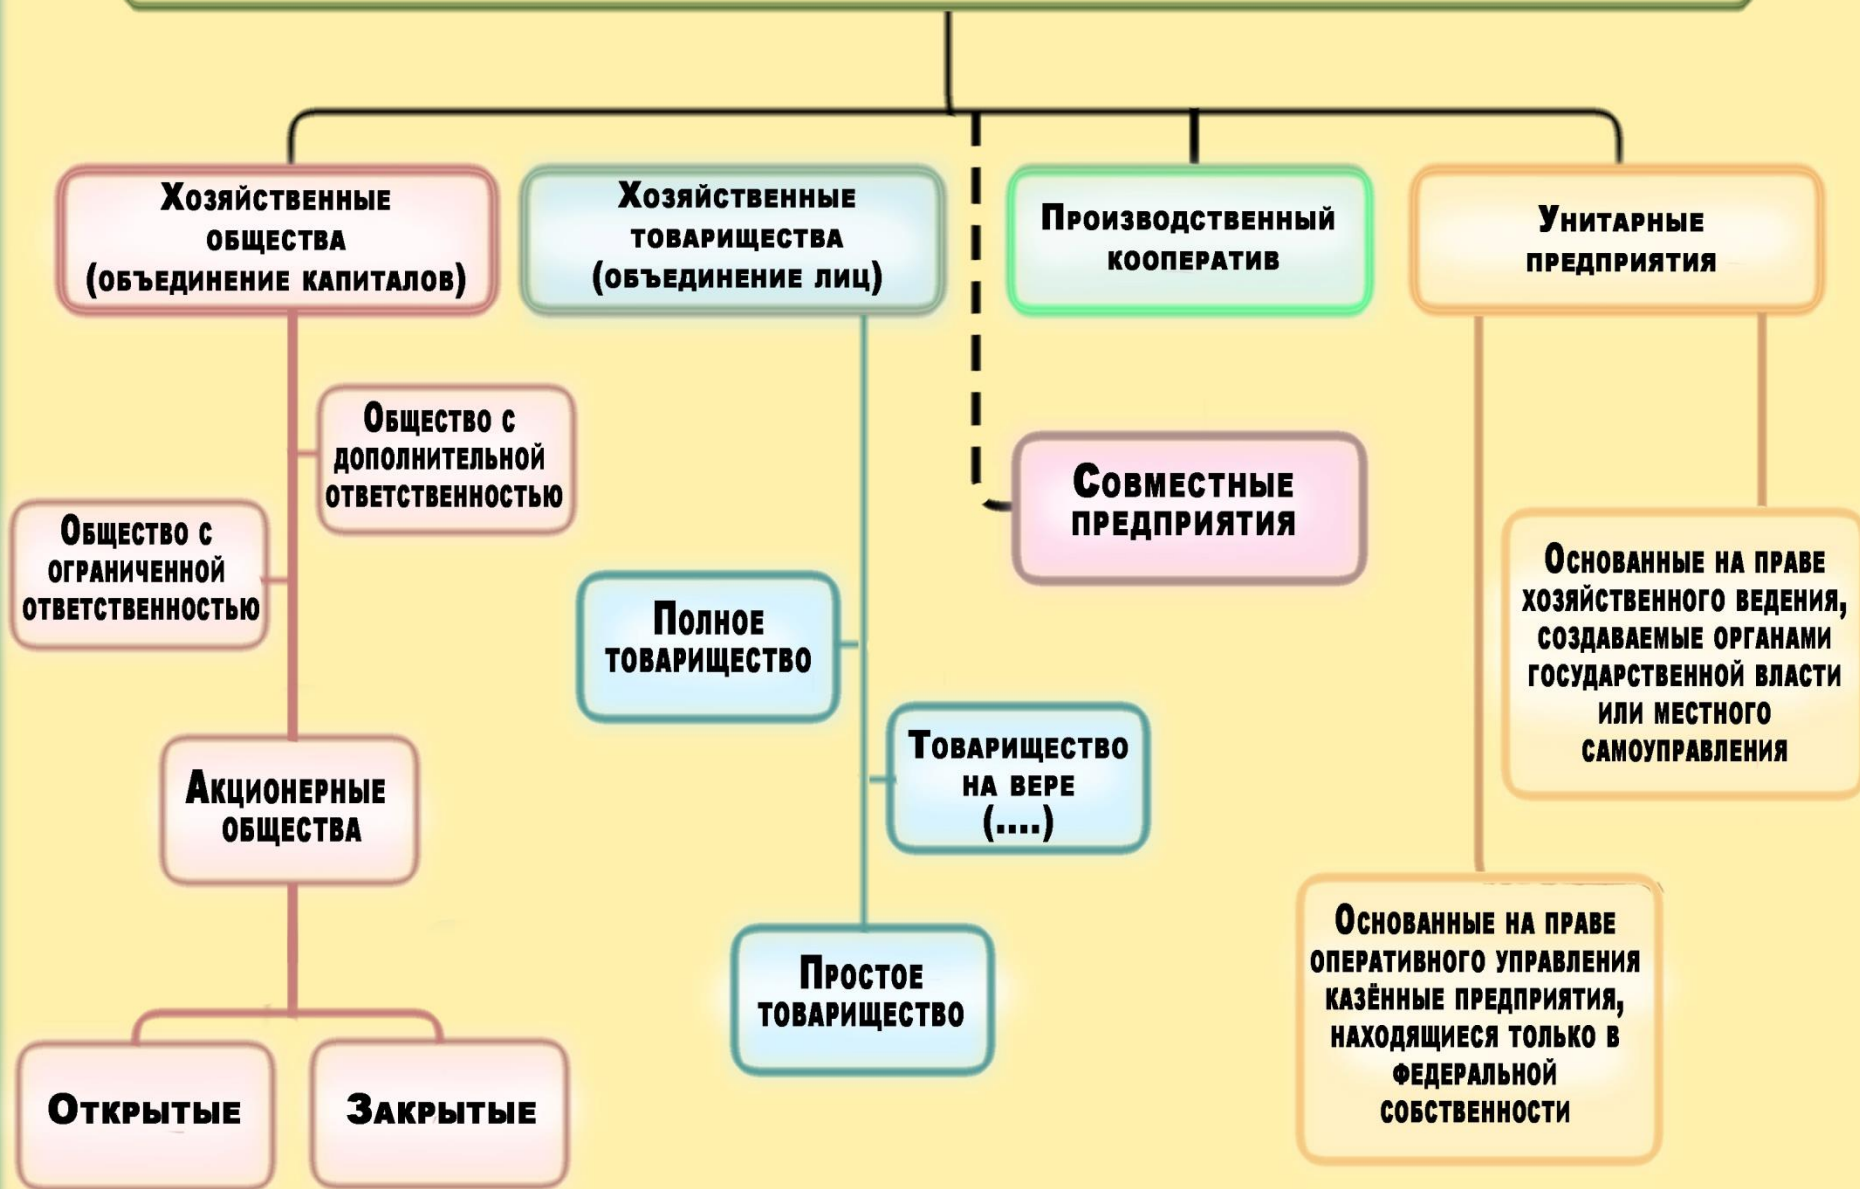 Хозяйственные
общества
(объединение капиталов)
Хозяйственные
товарищества
(объединение лиц)
Производственный
кооператив
Унитарные
предприятия
Общество с
дополнительной
ответственностью
Общество с
ограниченной
ответственностью
Совместные
предприятия
Полное
товарищество
Основанные на праве
хозяйственного ведения,
создаваемые органами
государственной власти
или местного
самоуправления
Акционерные
общества
Товарищество
на вере
(....)
Простое
товарищество
Основанные на праве
оперативного управления
казённые предприятия,
находящиеся только в
федеральной
собственности
Открытые
Закрытые